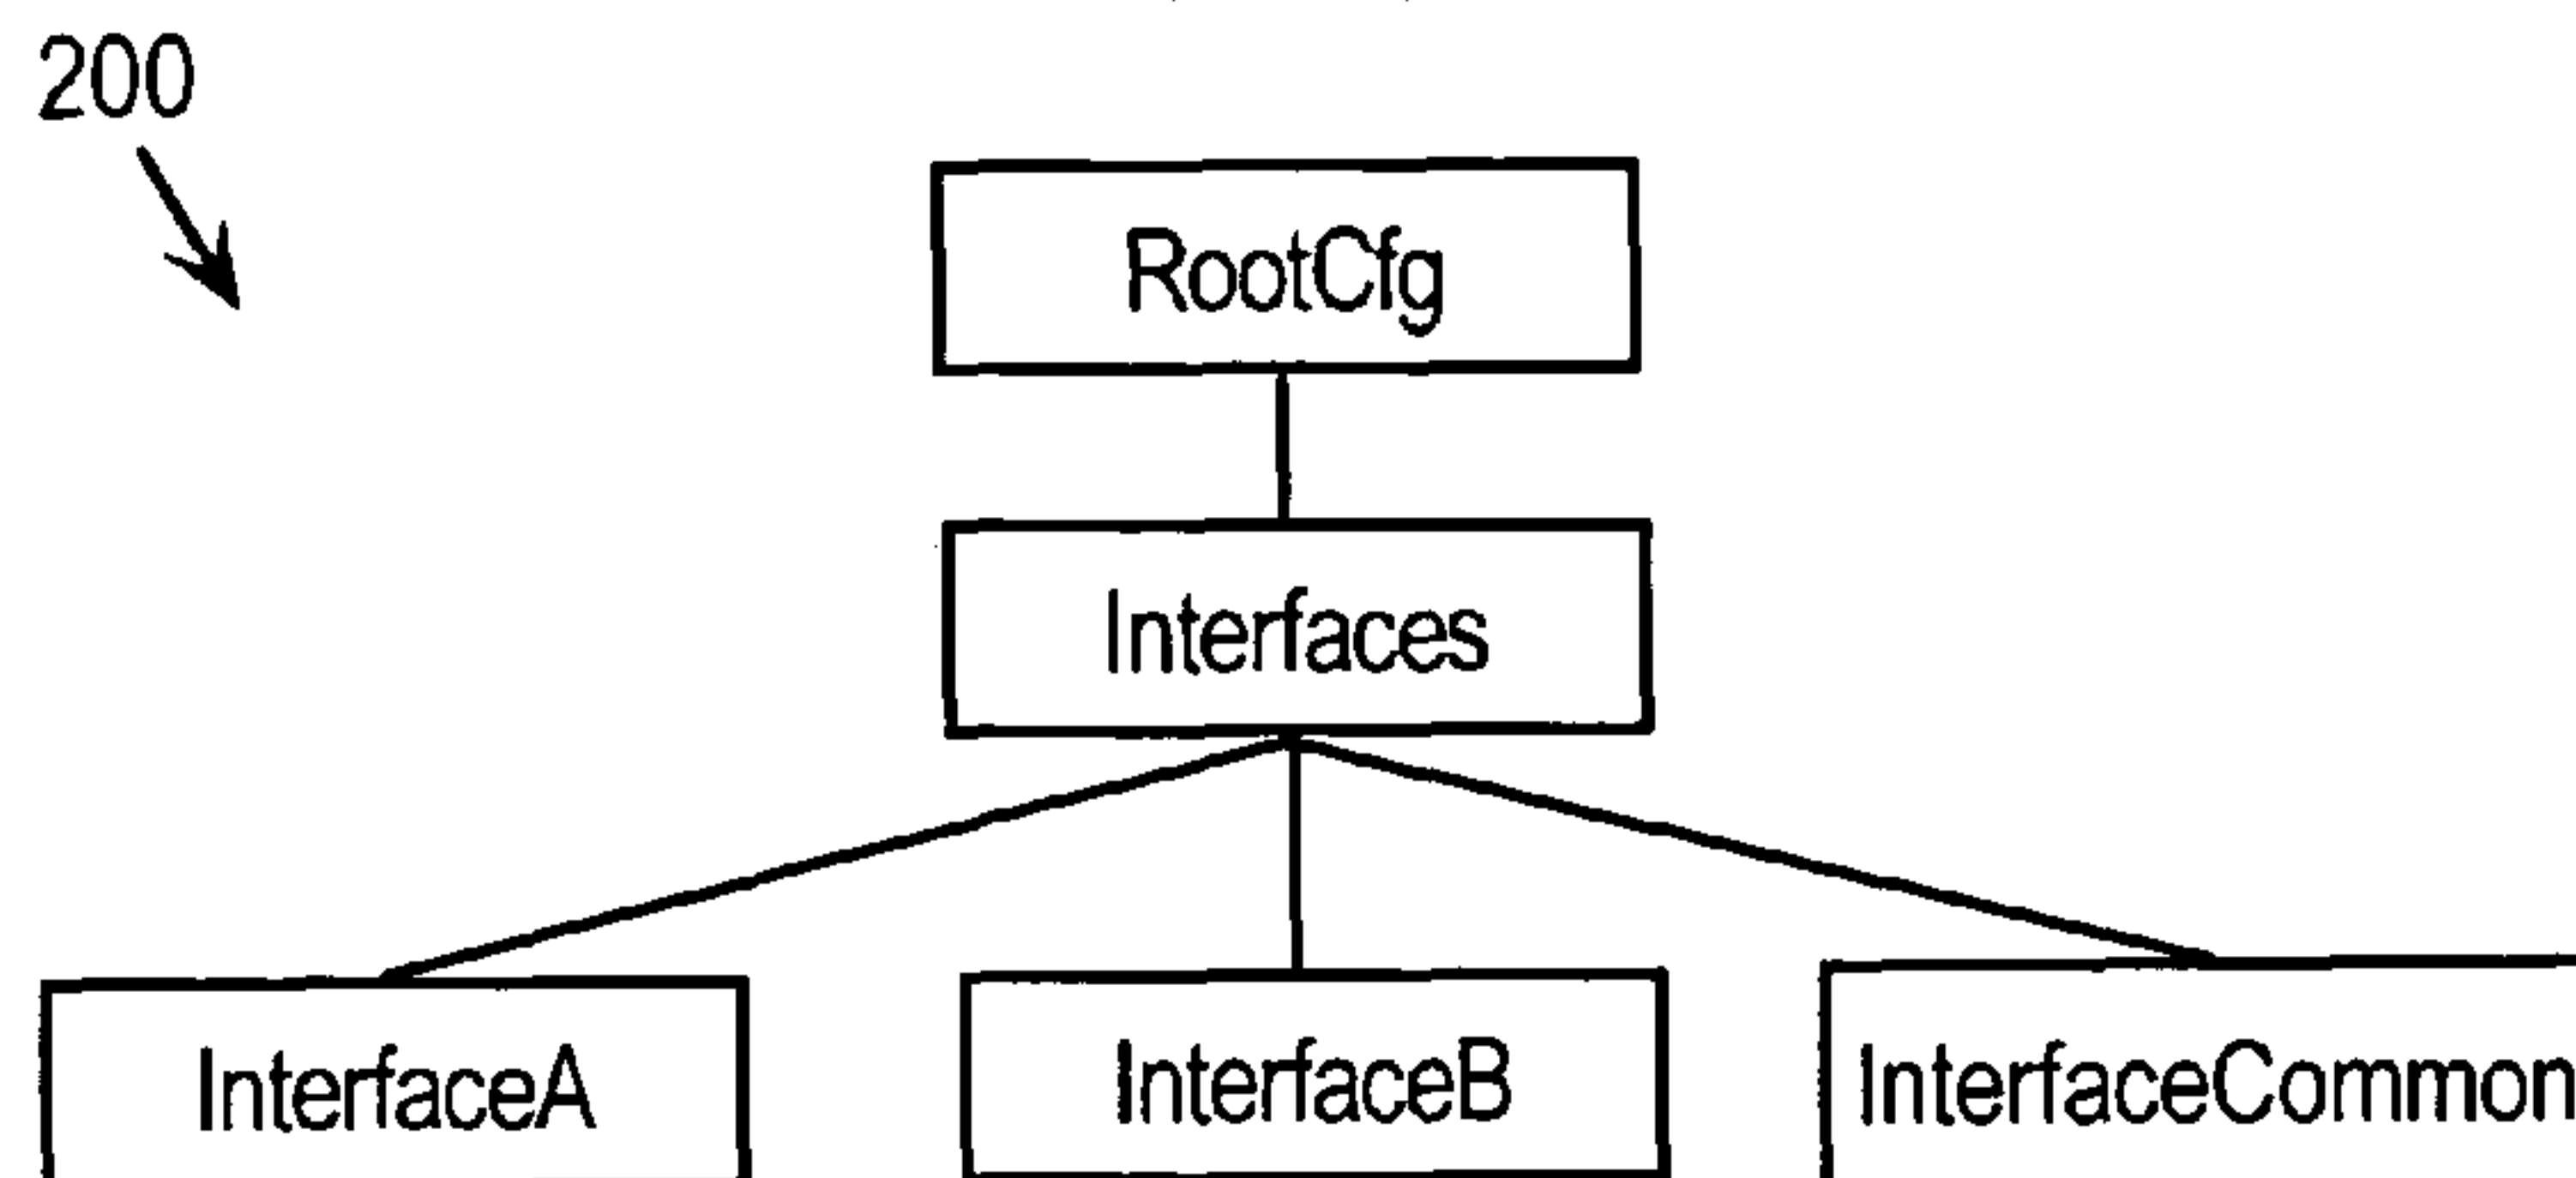 200
RootCfg
Interfaces
InterfaceA
InterfaceB
InterfaceCommon